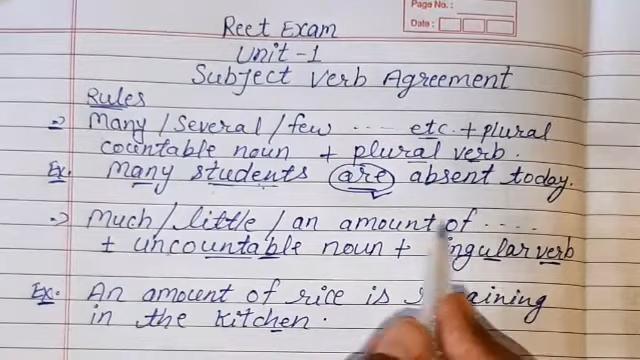 Page No.:
Date:
Reet Exam
Unit-1
Subject Verb Agreement
Rules
=> Many / Several / few ... etc. + plural
countable noun + plural verb.
Ex. Many students are absent today.
-> Much / little / an amount of ....
+ uncountable noun + verb
Ex. An amount of rice is
in the kitchen.